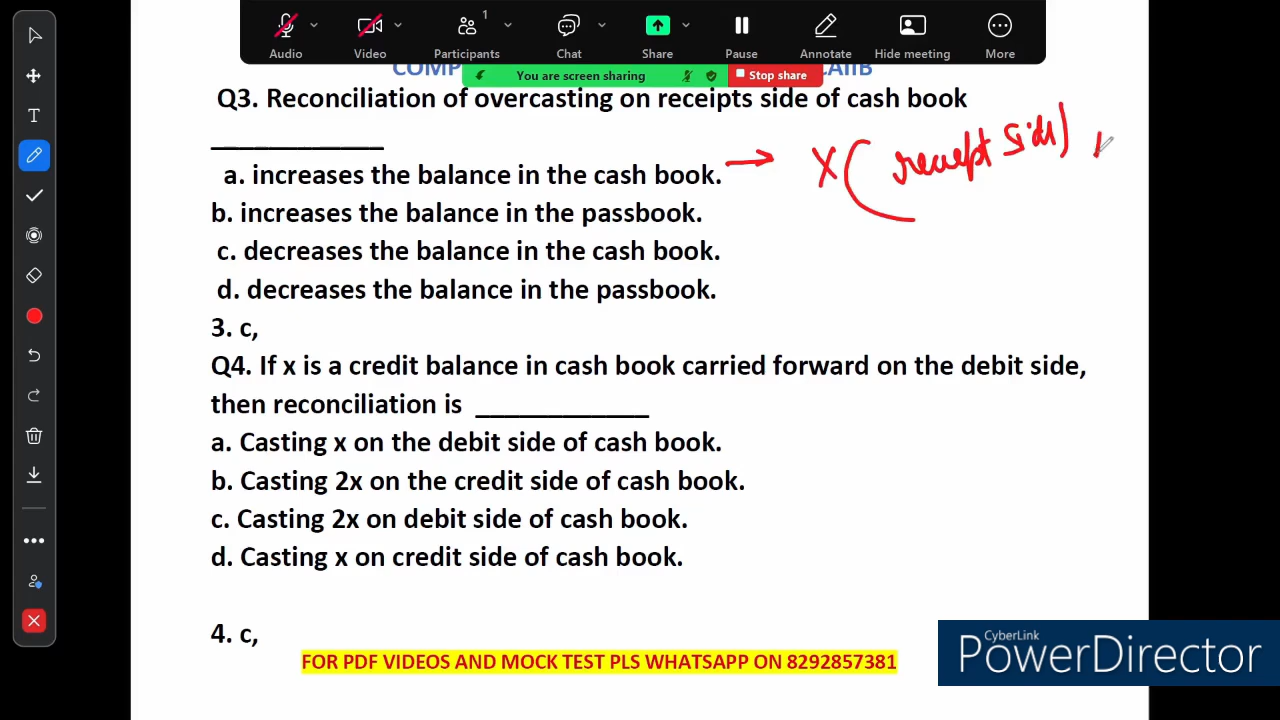 1
Audio
Video
Participants
Chat
Share
Pause
Annotate
Hide meeting
More
You are screen sharing
Stop share
COMP
CAIIB
Q3. Reconciliation of overcasting on receipts side of cash book
____________
a. increases the balance in the cash book.
X ( receipt side)
b. increases the balance in the passbook.
c. decreases the balance in the cash book.
d. decreases the balance in the passbook.
3. c,
Q4. If x is a credit balance in cash book carried forward on the debit side,
then reconciliation is ____________
a. Casting x on the debit side of cash book.
b. Casting 2x on the credit side of cash book.
c. Casting 2x on debit side of cash book.
d. Casting x on credit side of cash book.
4. c,
FOR PDF VIDEOS AND MOCK TEST PLS WHATSAPP ON 8292857381
CyberLink
PowerDirector
T